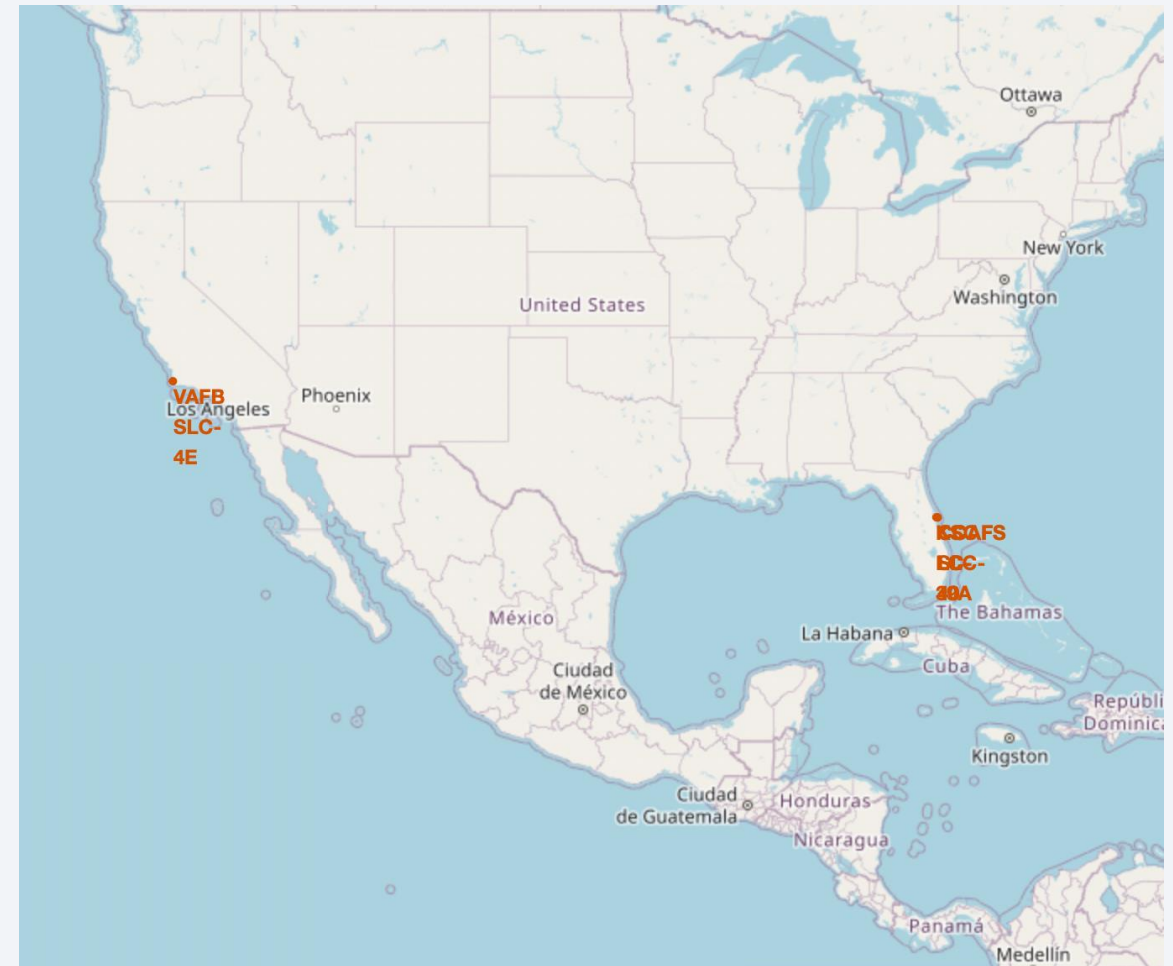 Ottawa
New York
Washington
United States
VAFB
Los Angeles
Phoenix
SLC-
4E
The Bahamas
México
La Habana
Cuba
Ciudad
de México
Repúbli
Dominica
Kingston
Ciudad
de Guatemala
Honduras
Nicaragua
Panamá
Medellín